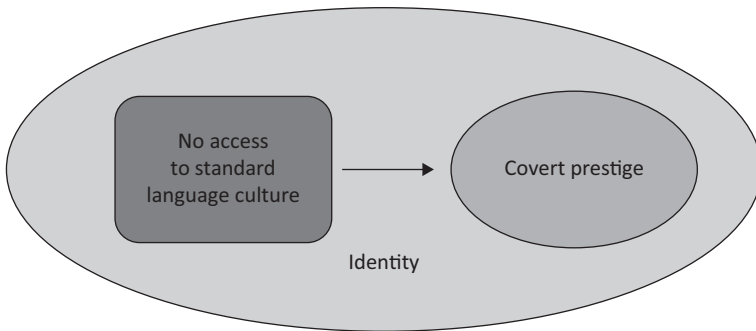 No access
to standard
language culture
Covert prestige
Identity